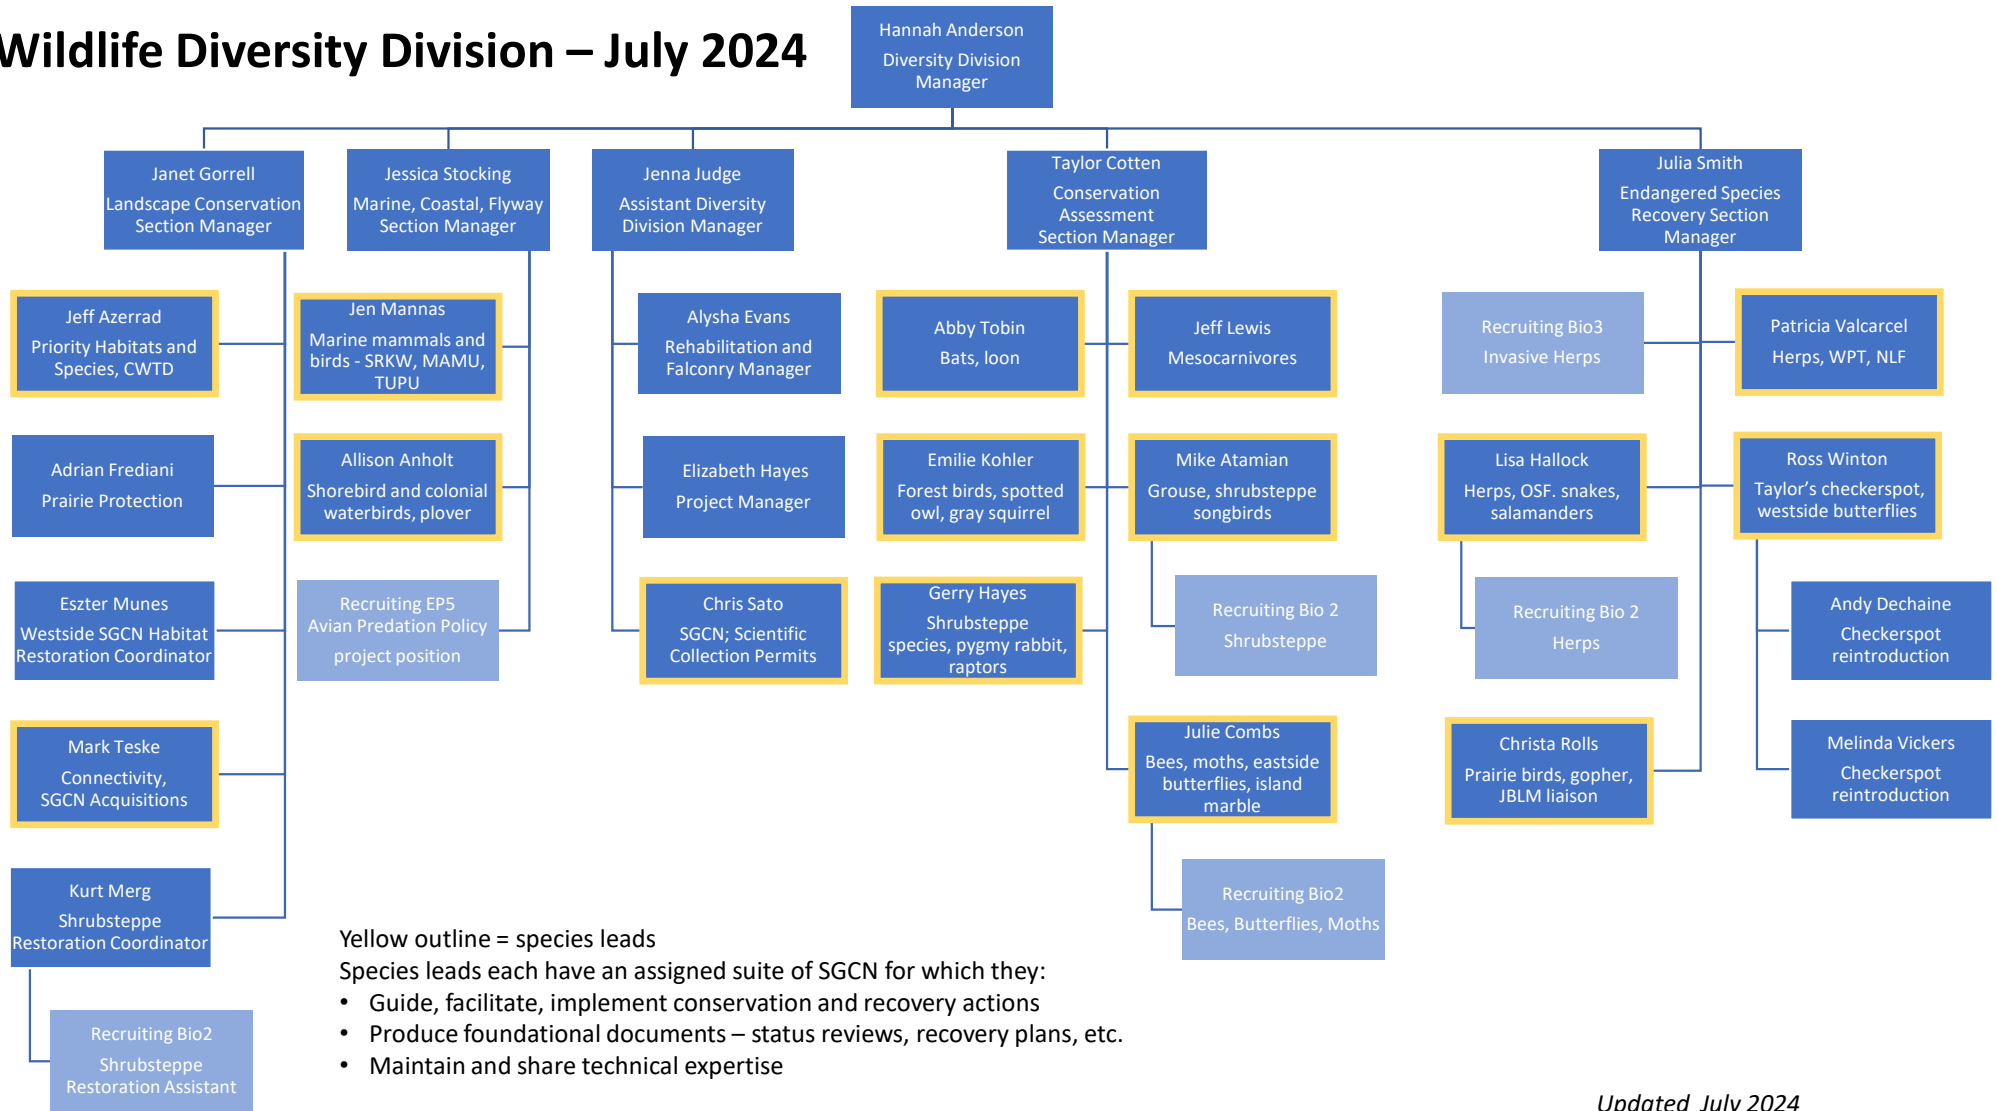 Wildlife Diversity Division – July 2024
Hannah Anderson
Diversity Division
Manager
Janet Gorrell
Landscape Conservation
Section Manager
Jessica Stocking
Marine, Coastal, Flyway
Section Manager
Jenna Judge
Assistant Diversity
Division Manager
Taylor Cotten
Conservation
Assessment
Section Manager
Julia Smith
Endangered Species
Recovery Section
Manager
Jeff Azerrad
Priority Habitats and
Species, CWTD
Adrian Frediani
Prairie Protection
Eszter Munes
Westside SGCN Habitat
Restoration Coordinator
Mark Teske
Connectivity,
SGCN Acquisitions
Kurt Merg
Shrubsteppe
Restoration Coordinator
Recruiting Bio2
Shrubsteppe
Restoration Assistant
Jen Mannas
Marine mammals and
birds - SRKW, MAMU,
TUPU
Allison Anholt
Shorebird and colonial
waterbirds, plover
Recruiting EP5
Avian Predation Policy
project position
Alysha Evans
Rehabilitation and
Falconry Manager
Elizabeth Hayes
Project Manager
Chris Sato
SGCN; Scientific
Collection Permits
Abby Tobin
Bats, loon
Jeff Lewis
Mesocarnivores
Emilie Kohler
Forest birds, spotted
owl, gray squirrel
Mike Atamian
Grouse, shrubsteppe
songbirds
Gerry Hayes
Shrubsteppe
species, pygmy rabbit,
raptors
Recruiting Bio 2
Shrubsteppe
Julie Combs
Bees, moths, eastside
butterflies, island
marble
Recruiting Bio2
Bees, Butterflies, Moths
Recruiting Bio3
Invasive Herps
Patricia Valcarcel
Herps, WPT, NLF
Lisa Hallock
Herps, OSF. snakes,
salamanders
Ross Winton
Taylor’s checkerspot,
westside butterflies
Recruiting Bio 2
Herps
Andy Dechaine
Checkerspot
reintroduction
Christa Rolls
Prairie birds, gopher,
JBLM liaison
Melinda Vickers
Checkerspot
reintroduction
Yellow outline = species leads
Species leads each have an assigned suite of SGCN for which they:
• Guide, facilitate, implement conservation and recovery actions
• Produce foundational documents – status reviews, recovery plans, etc.
• Maintain and share technical expertise
Updated July 2024